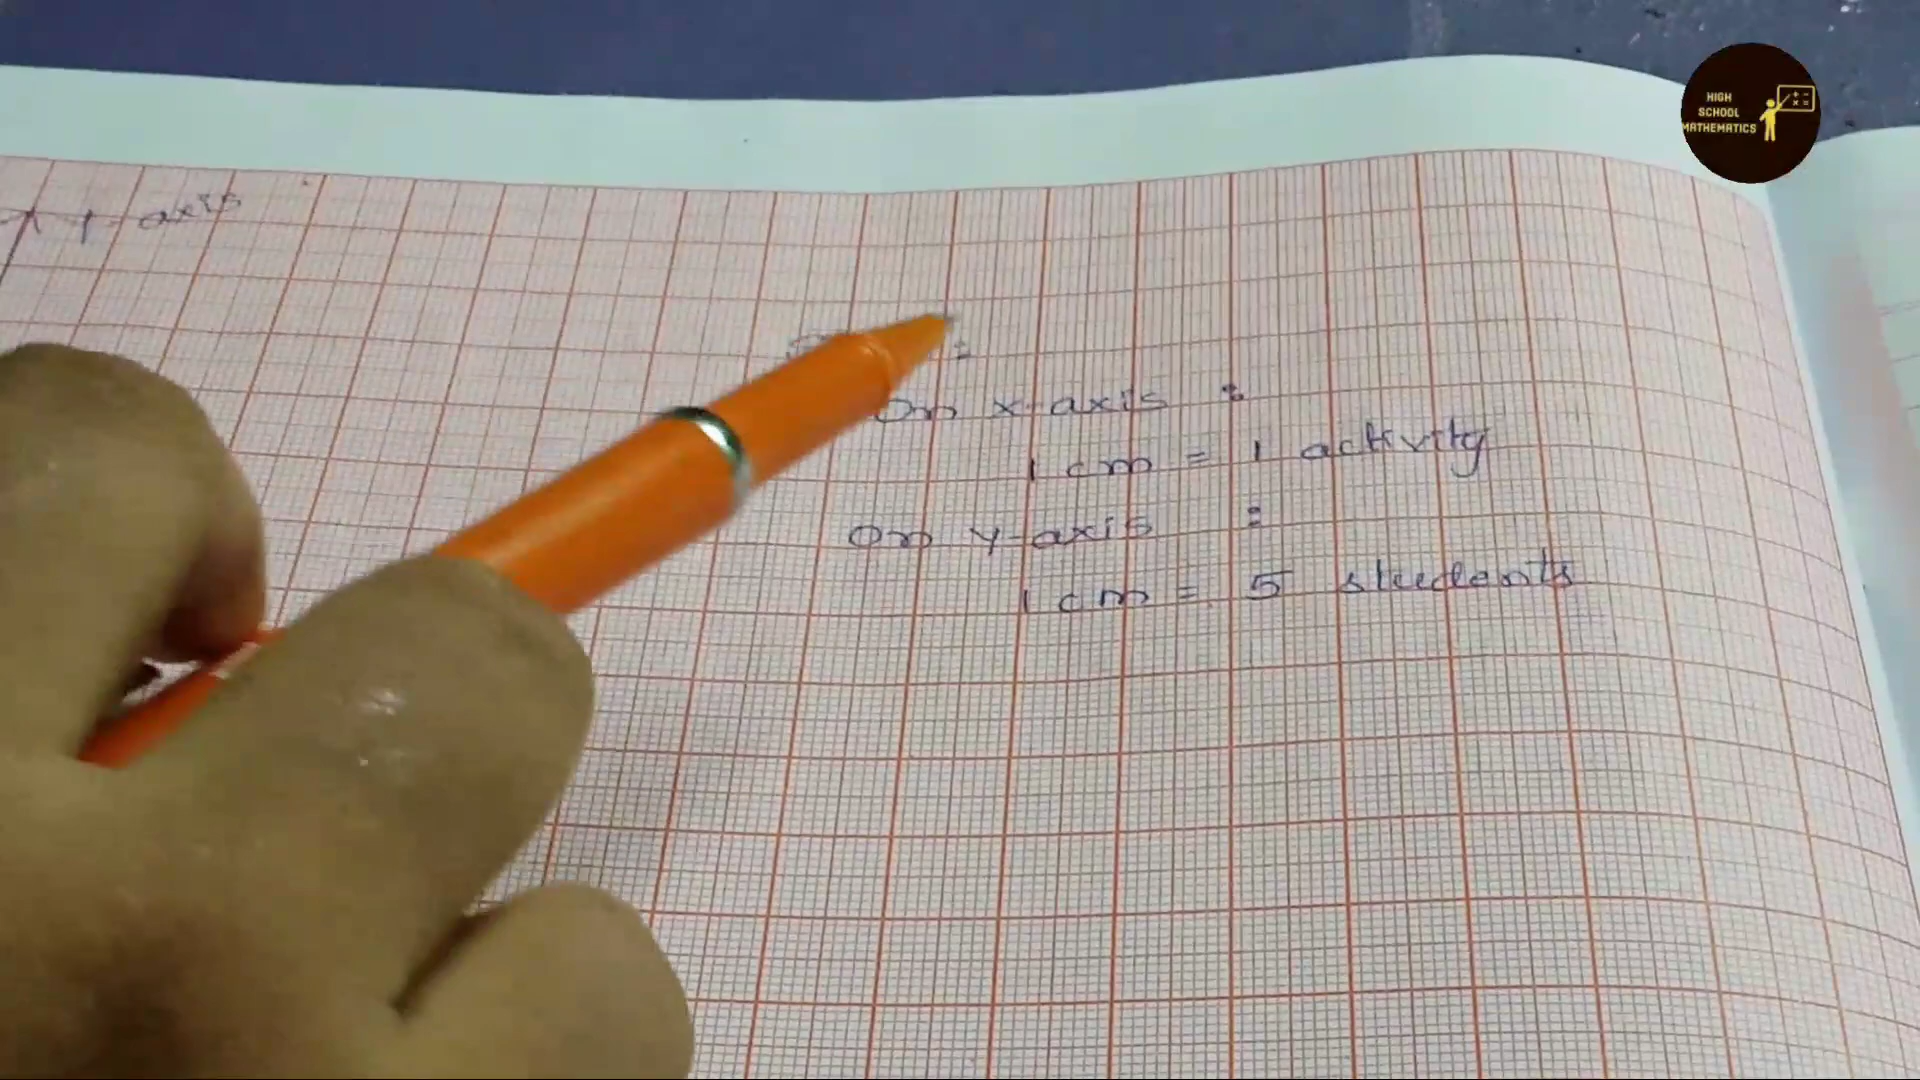 Y-axis
On x-axis :
1 cm = 1 activity
On y-axis :
1 cm = 5 students
HIGH
SCHOOL
MATHEMATICS